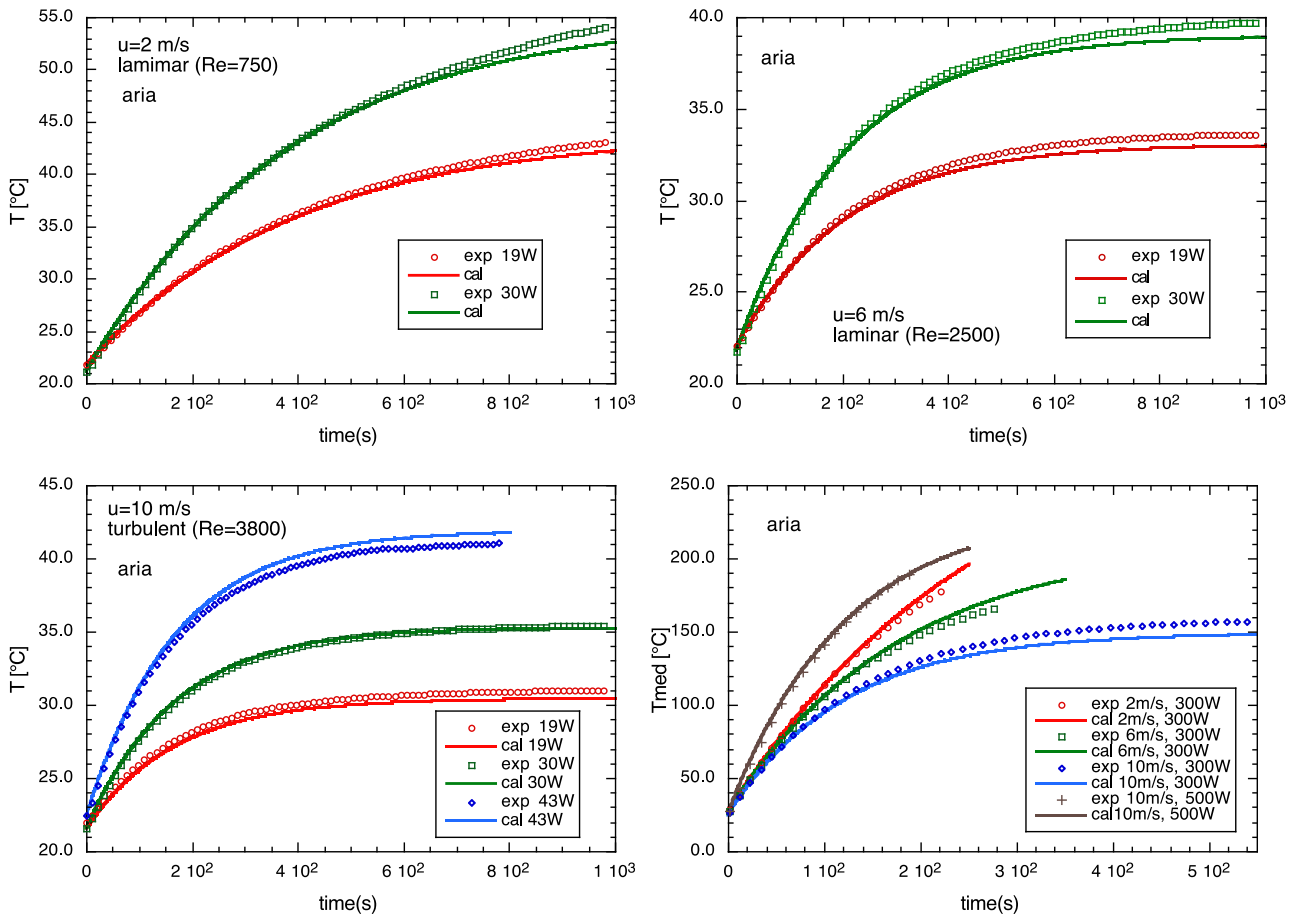 55.0
50.0
45.0
40.0
35.0
30.0
25.0
20.0
T [°C]
u=2 m/s
lamimar (Re=750)
aria
exp 19W
cal
exp 30W
cal
0
2 10²
4 10²
6 10²
8 10²
1 10³
time(s)
40.0
35.0
30.0
25.0
20.0
T [°C]
aria
exp 19W
cal
exp 30W
cal
u=6 m/s
laminar (Re=2500)
0
2 10²
4 10²
6 10²
8 10²
1 10³
time(s)
45.0
40.0
35.0
30.0
25.0
20.0
T [°C]
u=10 m/s
turbulent (Re=3800)
aria
exp 19W
cal 19W
exp 30W
cal 30W
exp 43W
cal 43W
0
2 10²
4 10²
6 10²
8 10²
1 10³
time(s)
250.0
200.0
150.0
100.0
50.0
0.0
Tmed [°C]
aria
exp 2m/s, 300W
cal 2m/s, 300W
exp 6m/s, 300W
cal 6m/s, 300W
exp 10m/s, 300W
cal 10m/s, 300W
exp 10m/s, 500W
cal10m/s, 500W
0
1 10²
2 10²
3 10²
4 10²
5 10²
time(s)